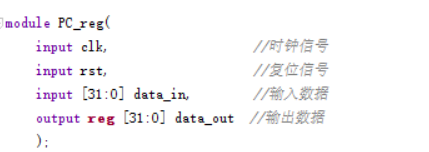 module PC_reg(
input clk, //时钟信号
input rst, //复位信号
input [31:0] data_in, //输入数据
output reg [31:0] data_out //输出数据
);